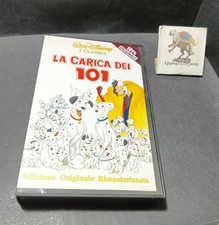 Walt Disney
I CLASSICI
LA CARICA DEI
101
Edizione Originale Rimasterizzata